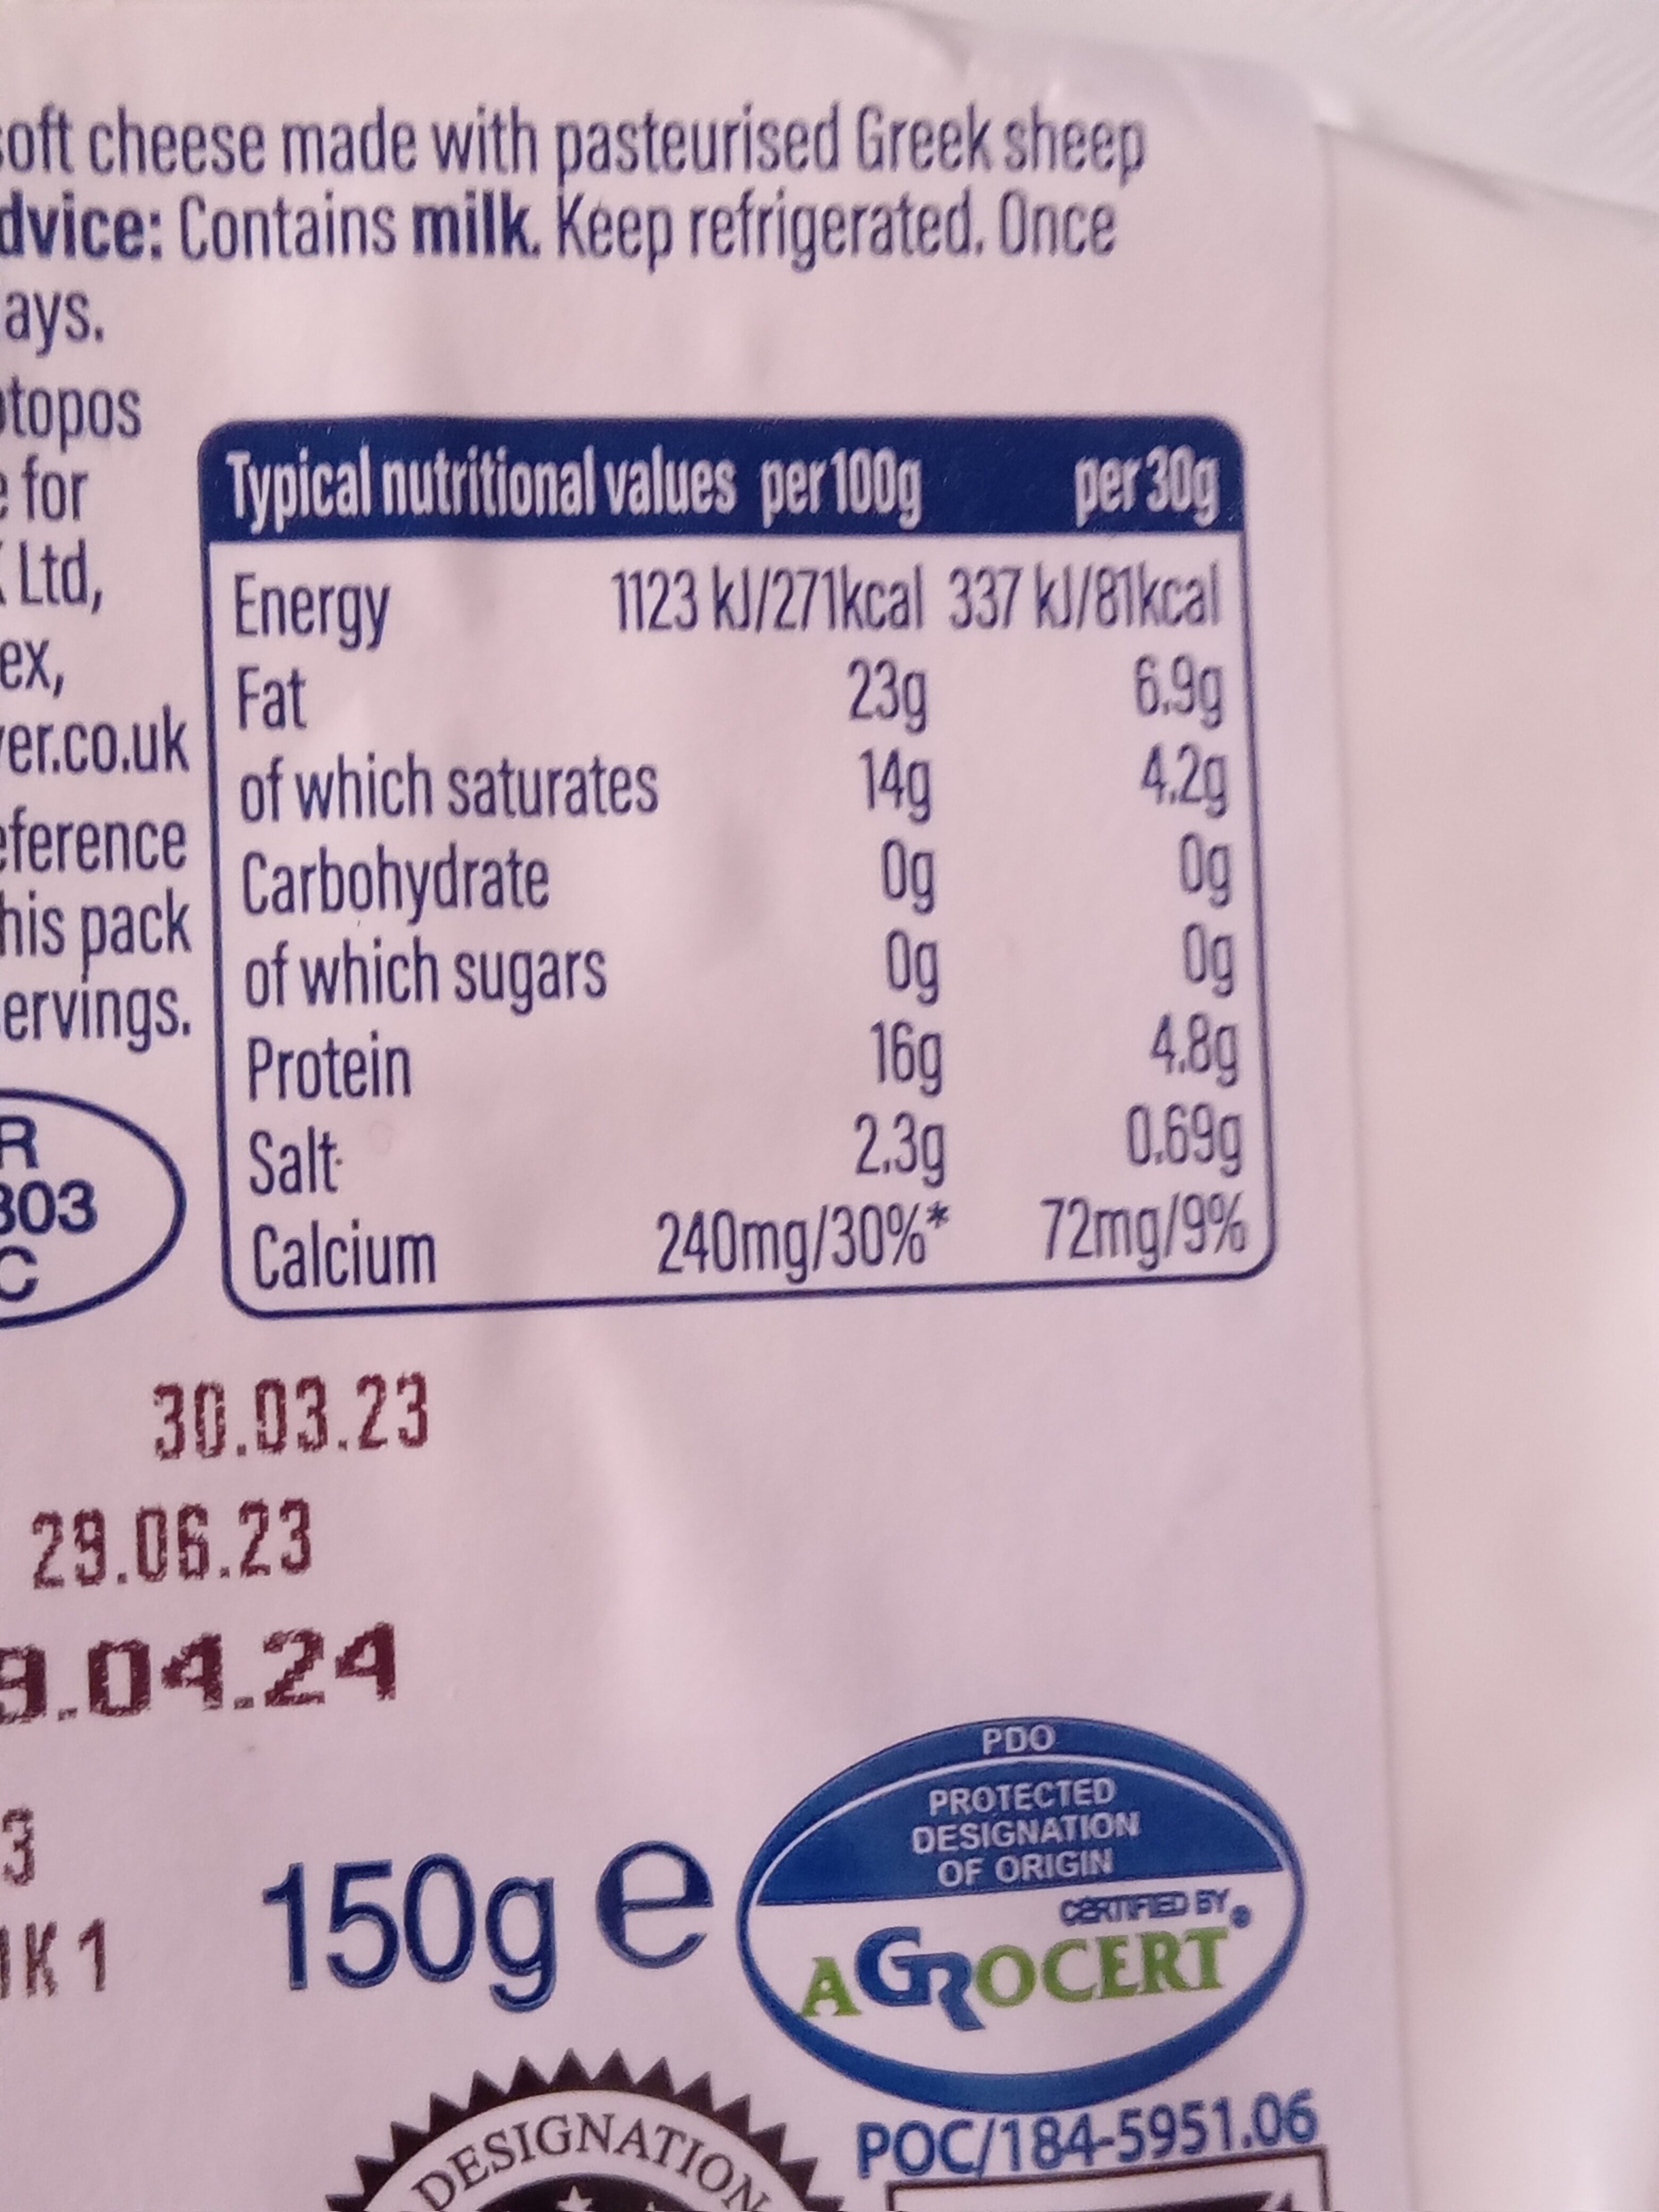 soft cheese made with pasteurised Greek sheep
dvice: Contains milk. Keep refrigerated. Once
ays.
otopos
e for
Ltd,
ex,
er.co.uk
eference
his pack
ervings.
Typical nutritional values per 100g per 30g
Energy 1123 kJ/271kcal 337 kJ/81kcal
Fat 23g 6.9g
of which saturates 14g 4.2g
Carbohydrate 0g 0g
of which sugars 0g 0g
Protein 16g 4.8g
Salt 2.3g 0.69g
Calcium 240mg/30%* 72mg/9%
R
303
C
30.03.23
29.06.23
9.04.24
3
K1
150g e
PDO
PROTECTED
DESIGNATION
OF ORIGIN
CERTIFIED BY
AGROCERT
POC/184-5951.06
DESIGNATION